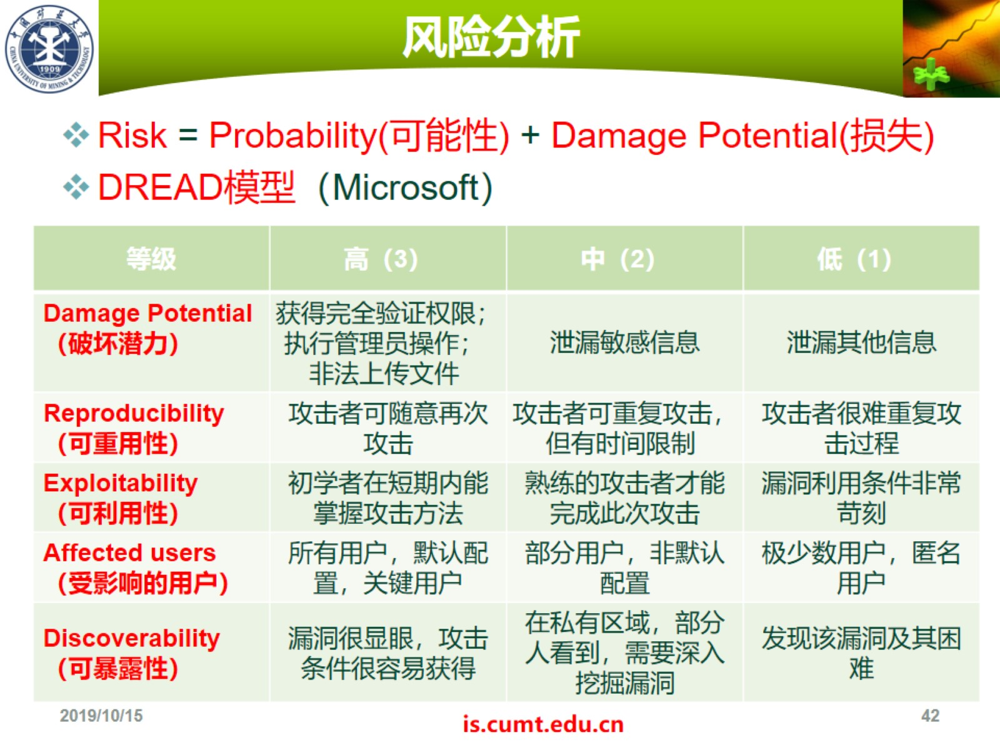 中国矿业大学
CHINA UNIVERSITY OF MINING & TECHNOLOGY
1909
风险分析
Risk = Probability(可能性) + Damage Potential(损失)
DREAD模型（Microsoft）
等级
高（3）
中（2）
低（1）
Damage Potential
（破坏潜力）
获得完全验证权限；
执行管理员操作；
非法上传文件
泄漏敏感信息
泄漏其他信息
Reproducibility
（可重用性）
攻击者可随意再次
攻击
攻击者可重复攻击，
但有时间限制
攻击者很难重复攻
击过程
Exploitability
（可利用性）
初学者在短期内能
掌握攻击方法
熟练的攻击者才能
完成此次攻击
漏洞利用条件非常
苛刻
Affected users
（受影响的用户）
所有用户，默认配
置，关键用户
部分用户，非默认
配置
极少数用户，匿名
用户
Discoverability
（可暴露性）
漏洞很显眼，攻击
条件很容易获得
在私有区域，部分
人看到，需要深入
挖掘漏洞
发现该漏洞及其困
难
2019/10/15
is.cumt.edu.cn
42